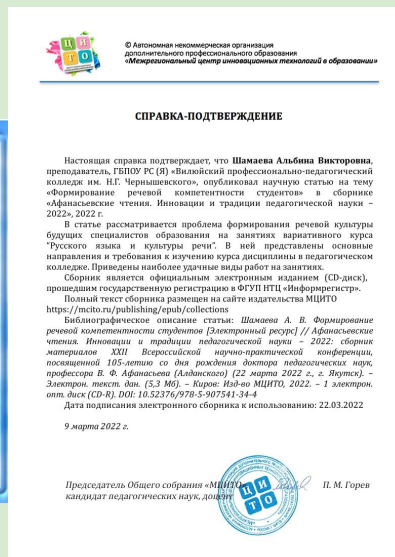 ЦИТО
© Автономная некоммерческая организация
дополнительного профессионального образования
«Межрегиональный центр инновационных технологий в образовании»
СПРАВКА-ПОДТВЕРЖДЕНИЕ
Настоящая справка подтверждает, что Шамаева Альбина Викторовна,
преподаватель, ГБПОУ РС (Я) «Вилюйский профессионально-педагогический
колледж им. Н.Г. Чернышевского», опубликовал научную статью на тему
«Формирование речевой компетентности студентов» в сборнике
«Афанасьевские чтения. Инновации и традиции педагогической науки –
2022», 2022 г.
В статье рассматривается проблема формирования речевой культуры
будущих специалистов образования на занятиях вариативного курса
"Русского языка и культуры речи". В ней представлены основные
направления и требования к изучению курса дисциплины в педагогическом
колледже. Приведены наиболее удачные виды работ на занятиях.
Сборник является официальным электронным изданием (CD-диск),
прошедшим государственную регистрацию в ФГУП НТЦ «Информрегистр».
Полный текст сборника размещен на сайте издательства МЦИТО
https://mcito.ru/publishing/epub/collections
Библиографическое описание статьи: Шамаева А. В. Формирование
речевой компетентности студентов [Электронный ресурс] // Афанасьевские
чтения. Инновации и традиции педагогической науки – 2022: сборник
материалов XXII Всероссийской научно-практической конференции,
посвященной 105-летию со дня рождения доктора педагогических наук,
профессора В. Ф. Афанасьева (Алданского) (22 марта 2022 г., г. Якутск). –
Электрон. текст. дан. (5,3 Мб). – Киров: Изд-во МЦИТО, 2022. – 1 электрон.
опт. диск (CD-R). DOI: 10.52376/978-5-907541-34-4
Дата подписания электронного сборника к использованию: 22.03.2022
9 марта 2022 г.
Председатель Общего собрания «МЦИТО»,
П. М. Горев
кандидат педагогических наук, доцент
ЦИТО